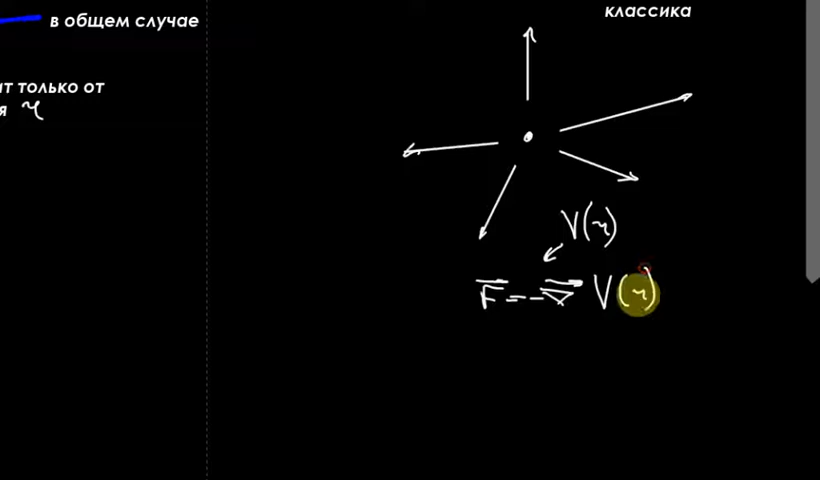 в общем случае
ит только от
я r
классика
V(r)
F⃗ = -∇⃗ V(r)